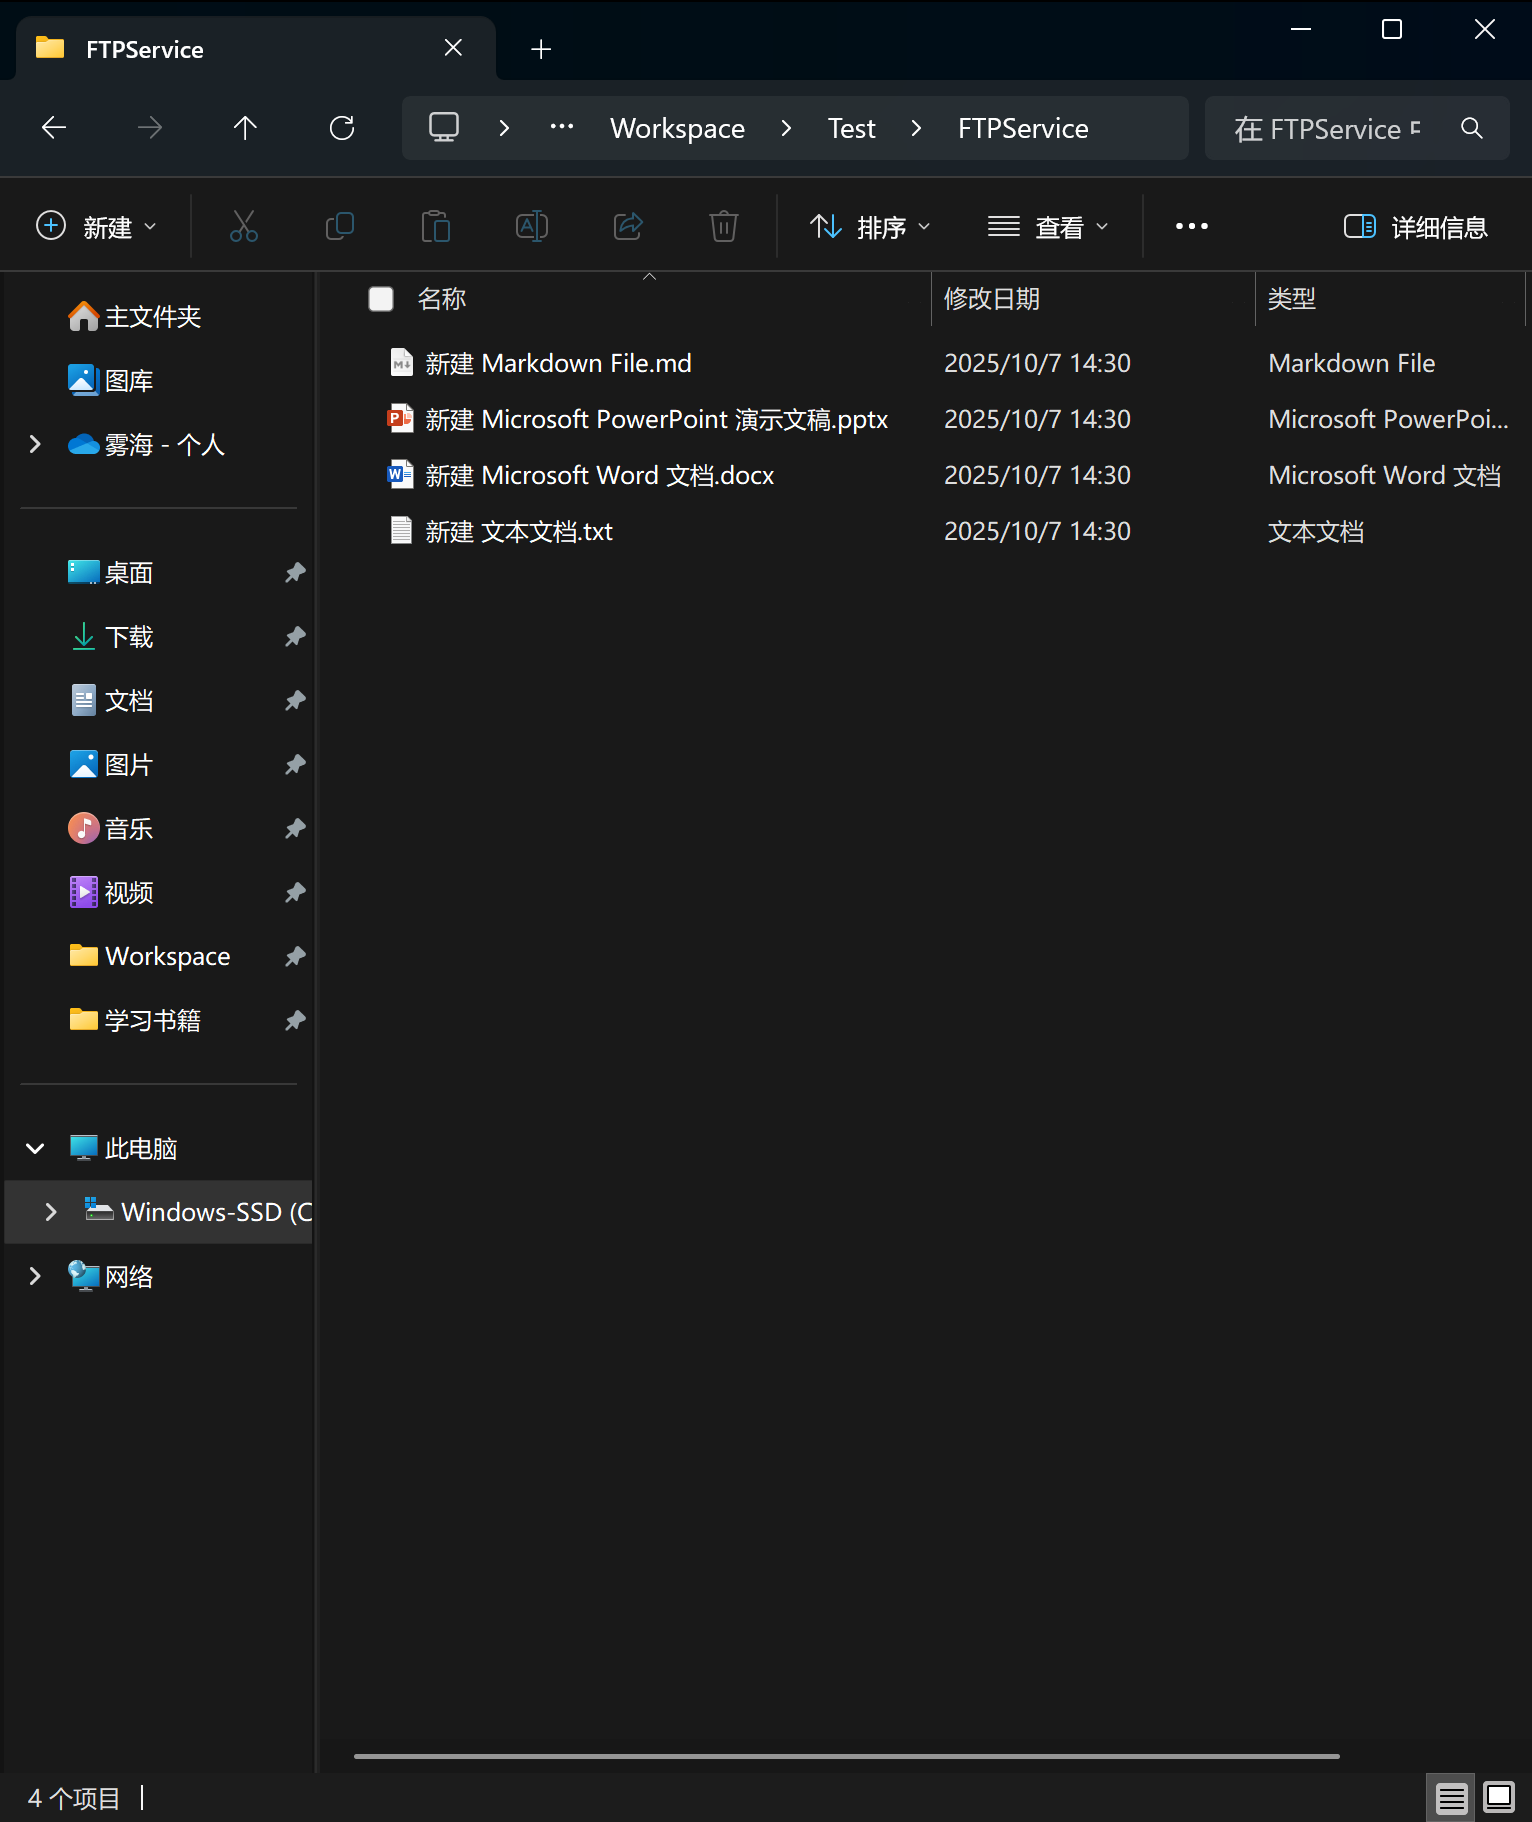 FTPService
Workspace
Test
FTPService
在 FTPService
新建
排序
查看
详细信息
名称
修改日期
类型
新建 Markdown File.md
2025/10/7 14:30
Markdown File
新建 Microsoft PowerPoint 演示文稿.pptx
2025/10/7 14:30
Microsoft PowerPoi...
新建 Microsoft Word 文档.docx
2025/10/7 14:30
Microsoft Word 文档
新建 文本文档.txt
2025/10/7 14:30
文本文档
主文件夹
图库
雾海 - 个人
桌面
下载
文档
图片
音乐
视频
Workspace
学习书籍
此电脑
Windows-SSD (C
网络
4 个项目